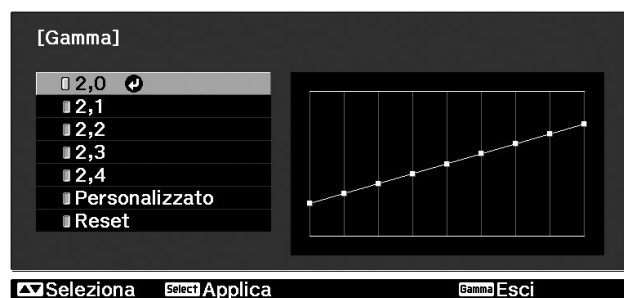 [Gamma]
2,0
2,1
2,2
2,3
2,4
Personalizzato
Reset
Seleziona Select Applica Gamma Esci